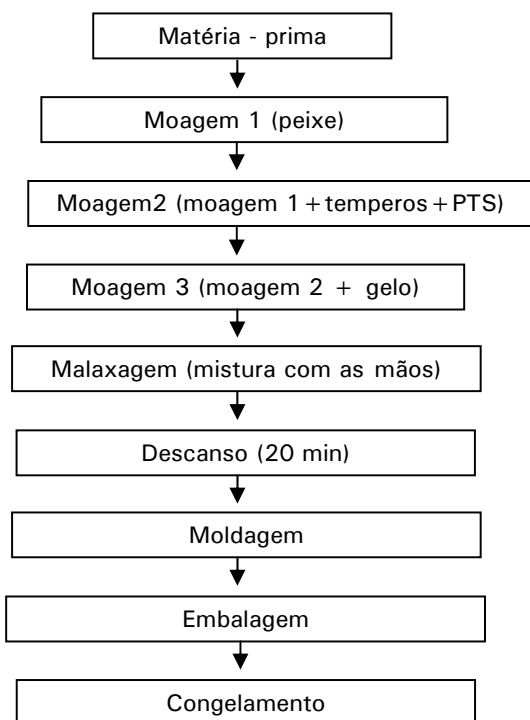 Matéria - prima
Moagem 1 (peixe)
Moagem2 (moagem 1+temperos+PTS)
Moagem 3 (moagem 2 + gelo)
Malaxagem (mistura com as mãos)
Descanso (20 min)
Moldagem
Embalagem
Congelamento